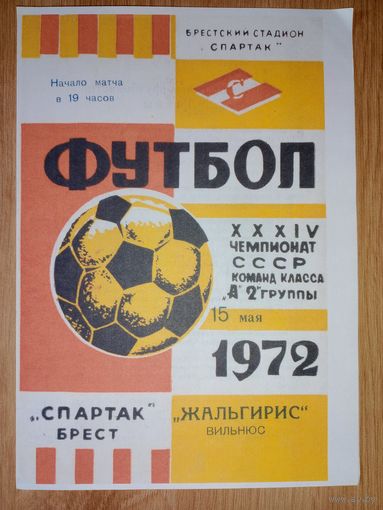 БРЕСТСКИЙ СТАДИОН
„СПАРТАК"
Начало матча
в 19 часов
С
ФУТБОЛ
XXXIV
ЧЕМПИОНАТ
СССР
КОМАНД КЛАССА
„А" 2" ГРУППЫ
15 мая
1972
„СПАРТАК"
БРЕСТ
„ЖАЛЬГИРИС"
ВИЛЬНЮС